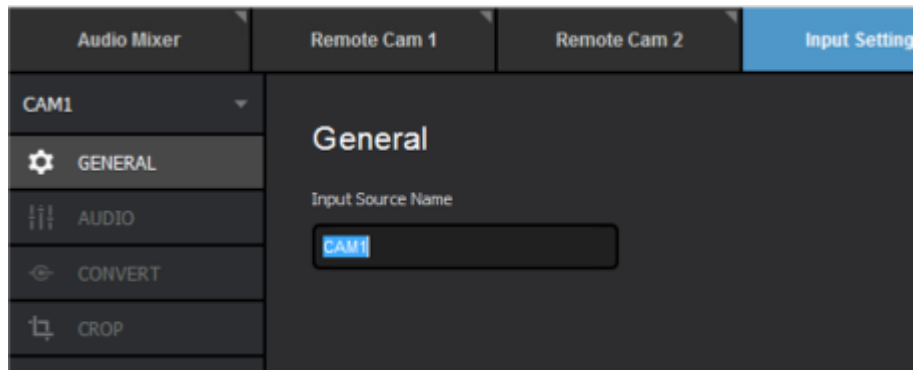 Audio Mixer
Remote Cam 1
Remote Cam 2
Input Setting
CAM1
GENERAL
AUDIO
CONVERT
CROP
General
Input Source Name
CAM1